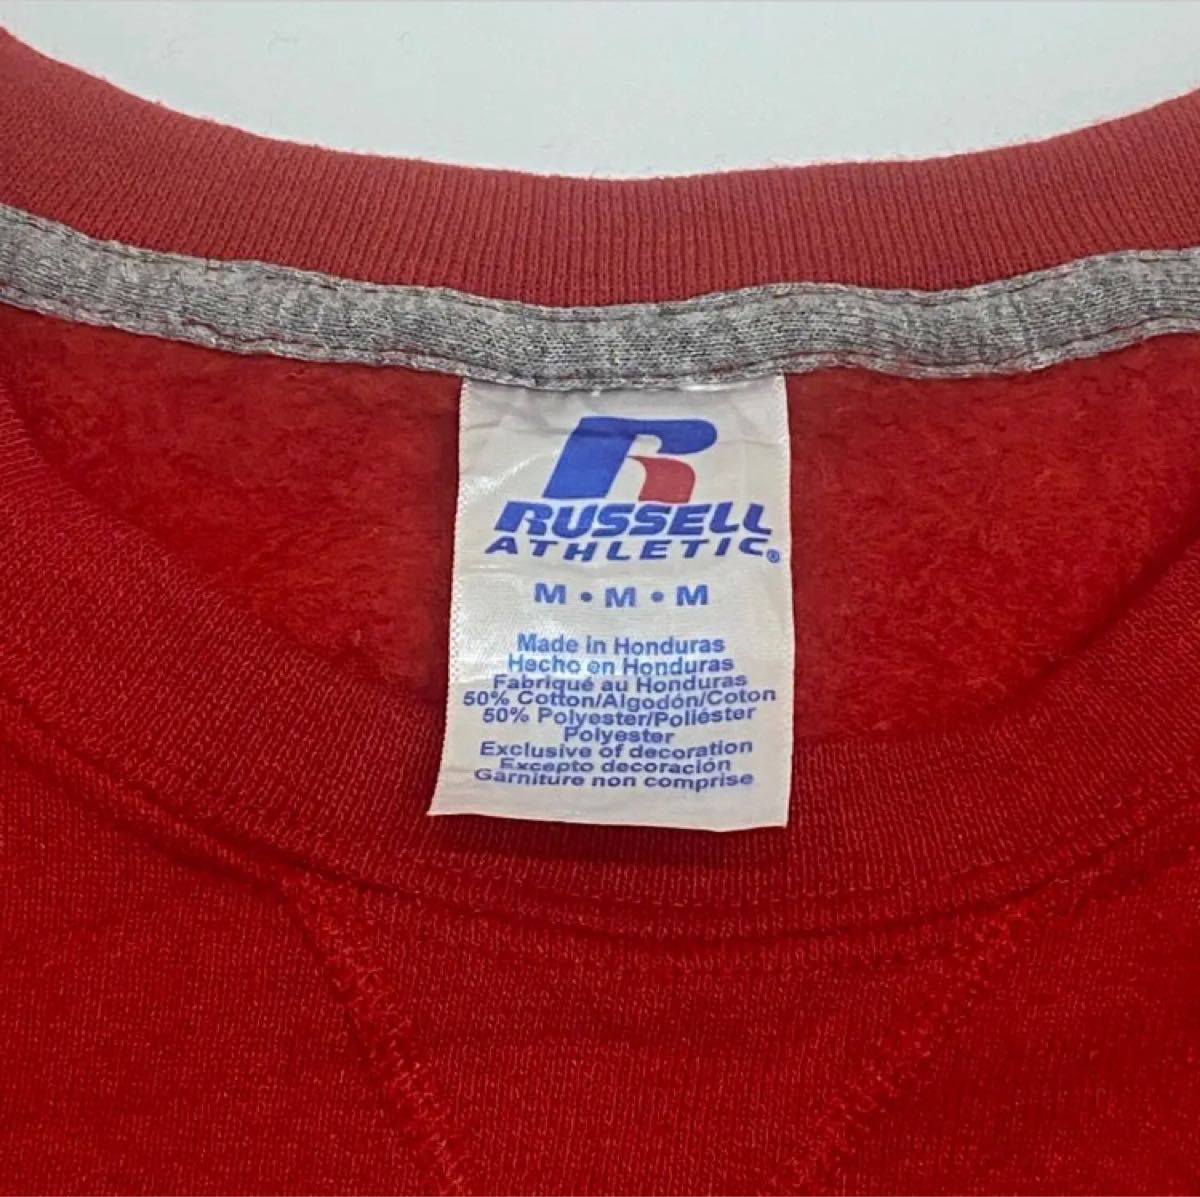 R
RUSSELL
ATHLETIC®
M • M • M
Made in Honduras
Hecho en Honduras
Fabriqué au Honduras
50% Cotton/Algodón/Coton
50% Polyester/Poliéster
Polyester
Exclusive of decoration
Excepto decoración
Garniture non comprise